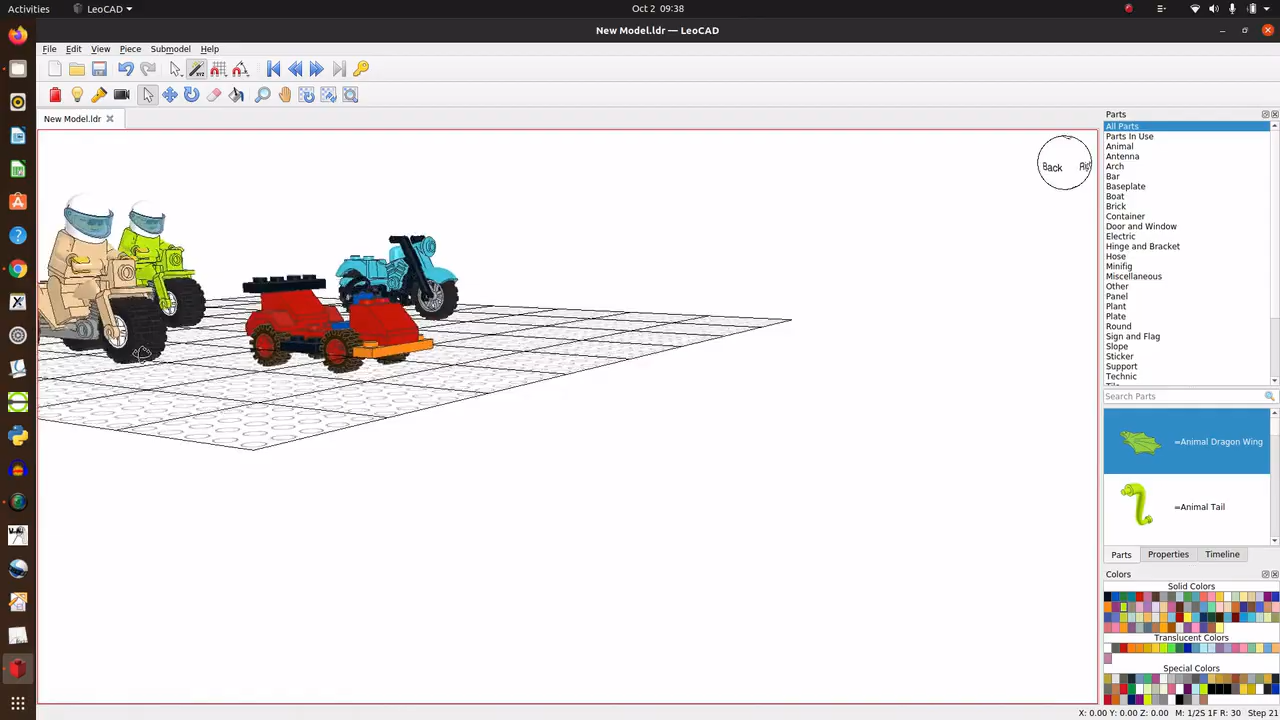 Activities
LeoCAD
Oct 2 09:38
New Model.ldr — LeoCAD
File Edit View Piece Submodel Help
New Model.ldr
Back
Parts
All Parts
Parts In Use
Animal
Antenna
Arch
Bar
Baseplate
Boat
Brick
Container
Door and Window
Electric
Hinge and Bracket
Hose
Minifig
Miscellaneous
Other
Panel
Plant
Plate
Round
Sign and Flag
Slope
Sticker
Support
Technic
Search Parts
=Animal Dragon Wing
=Animal Tail
Parts Properties Timeline
Colors
Solid Colors
Translucent Colors
Special Colors
X: 0.00 Y: 0.00 Z: 0.00 M: 1/25S 1F R: 30 Step 21